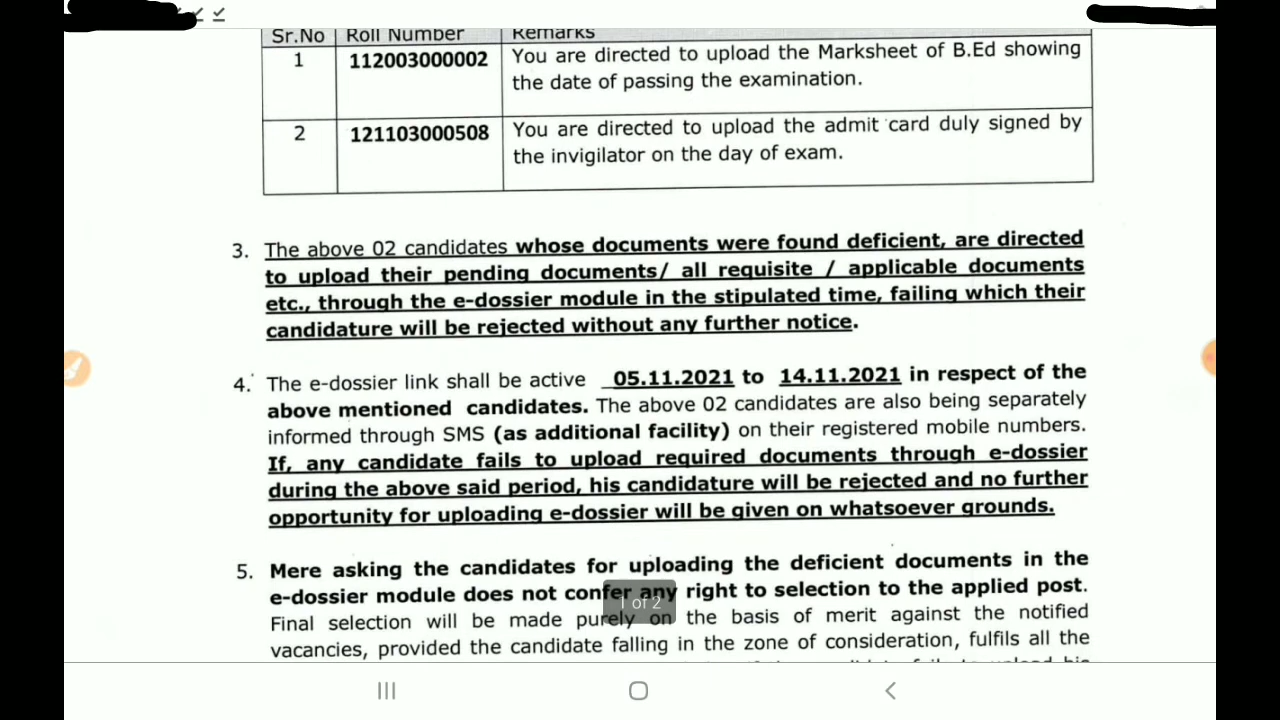 Sr.No Roll Number Remarks
1 112003000002 You are directed to upload the Marksheet of B.Ed showing
the date of passing the examination.
2 121103000508 You are directed to upload the admit card duly signed by
the invigilator on the day of exam.
3. The above 02 candidates whose documents were found deficient, are directed
to upload their pending documents/ all requisite / applicable documents
etc., through the e-dossier module in the stipulated time, failing which their
candidature will be rejected without any further notice.
4. The e-dossier link shall be active 05.11.2021 to 14.11.2021 in respect of the
above mentioned candidates. The above 02 candidates are also being separately
informed through SMS (as additional facility) on their registered mobile numbers.
If, any candidate fails to upload required documents through e-dossier
during the above said period, his candidature will be rejected and no further
opportunity for uploading e-dossier will be given on whatsoever grounds.
5. Mere asking the candidates for uploading the deficient documents in the
e-dossier module does not confer any right to selection to the applied post.
1 of 2
Final selection will be made purely on the basis of merit against the notified
vacancies, provided the candidate falling in the zone of consideration, fulfils all the